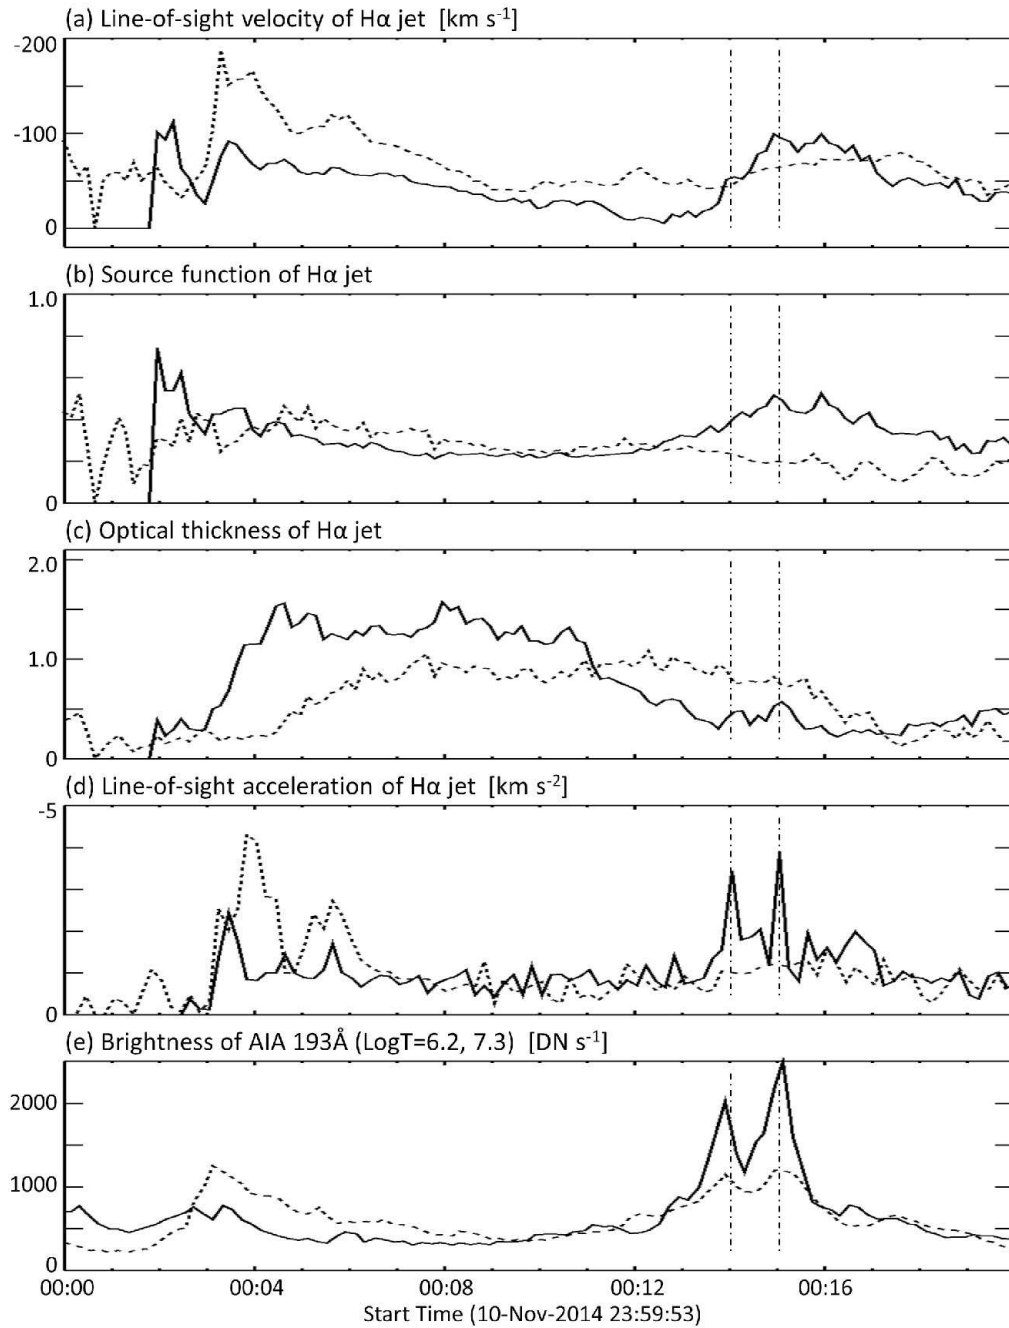 (a) Line-of-sight velocity of Hα jet [km s⁻¹]
-200
-100
0
(b) Source function of Hα jet
1.0
0
(c) Optical thickness of Hα jet
2.0
1.0
0
(d) Line-of-sight acceleration of Hα jet [km s⁻²]
-5
0
(e) Brightness of AIA 193Å (LogT=6.2, 7.3) [DN s⁻¹]
2000
1000
0
00:00 00:04 00:08 00:12 00:16
Start Time (10-Nov-2014 23:59:53)